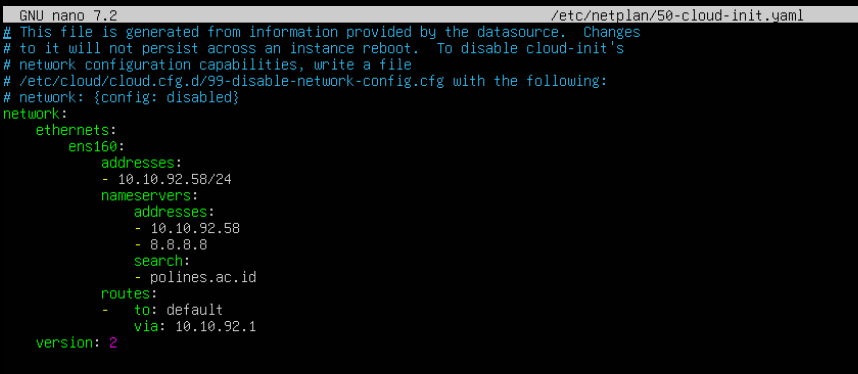 GNU nano 7.2 /etc/netplan/50-cloud-init.yaml
# This file is generated from information provided by the datasource.  Changes
# to it will not persist across an instance reboot.  To disable cloud-init's
# network configuration capabilities, write a file
# /etc/cloud/cloud.cfg.d/99-disable-network-config.cfg with the following:
# network: {config: disabled}
network:
    ethernets:
        ens160:
            addresses:
            - 10.10.92.58/24
            nameservers:
                addresses:
                - 10.10.92.58
                - 8.8.8.8
                search:
                - polines.ac.id
            routes:
            -   to: default
                via: 10.10.92.1
    version: 2